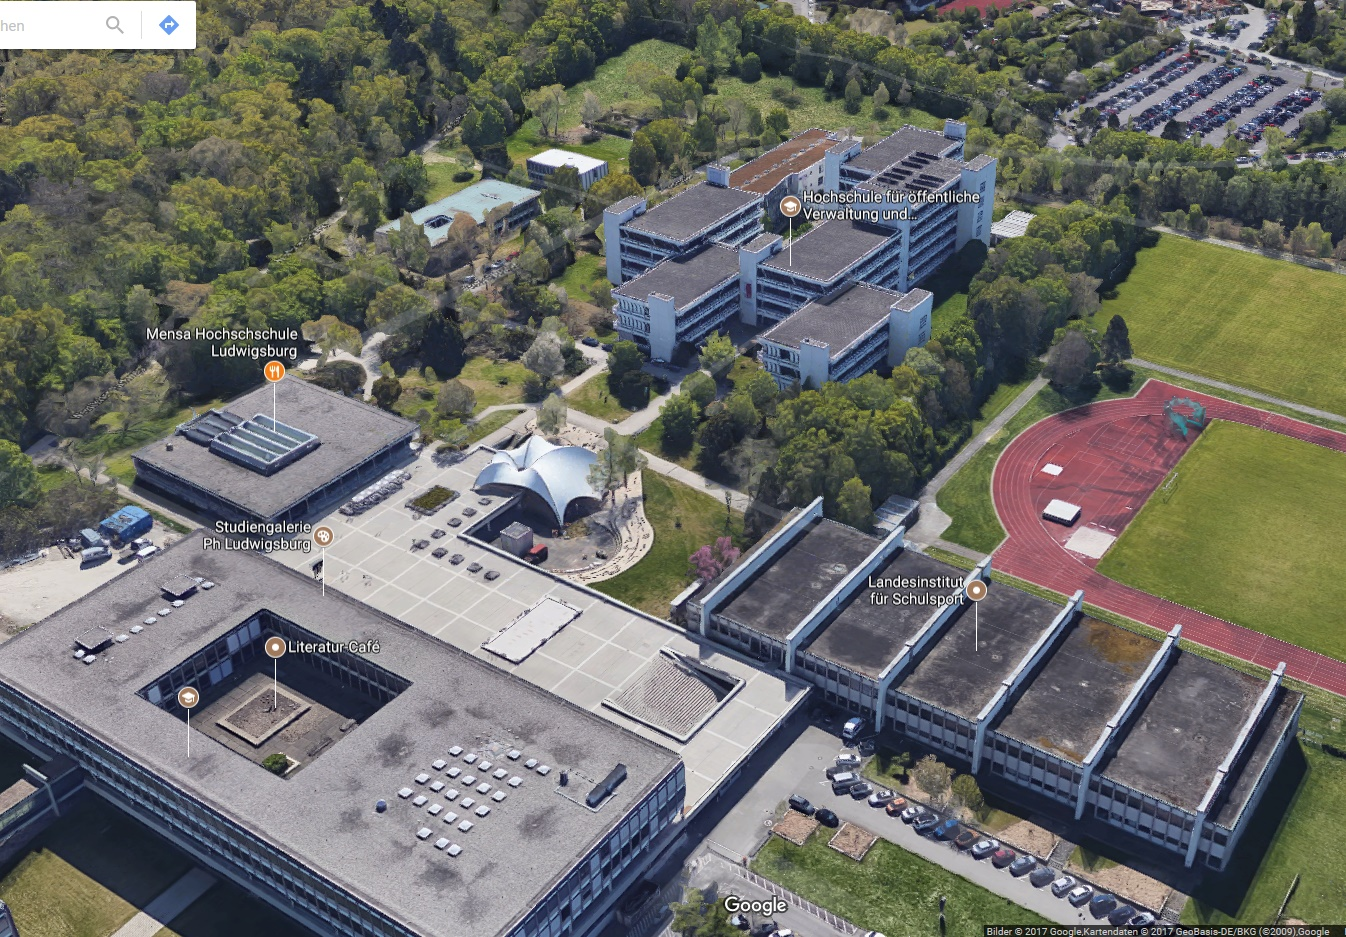 hen
Hochschule für öffentliche
Verwaltung und...
Mensa Hochschschule
Ludwigsburg
Studiengalerie
Ph Ludwigsburg
Landesinstitut
für Schulsport
Literatur-Café
Google
Bilder © 2017 Google,Kartendaten © 2017 GeoBasis-DE/BKG (©2009),Google